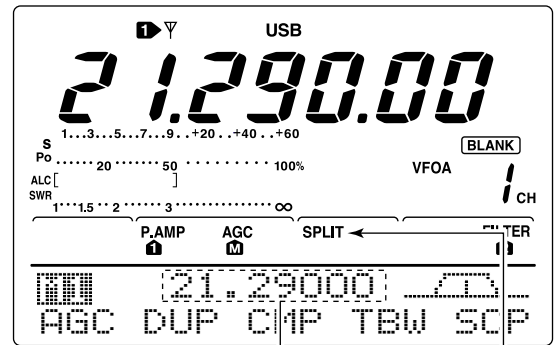 1 USB
21.290.00
S 1...3...5...7...9..+20..+40..+60
Po ...... 20 ...... 50 ............ 100%
BLANK
VFOA
1 CH
ALC [ ]
SWR 1 1.5 2 ...... 3 ............ ∞
P.AMP AGC SPLIT FILTER
1 M
21.29000
AGC DUP CMP TBW SCP